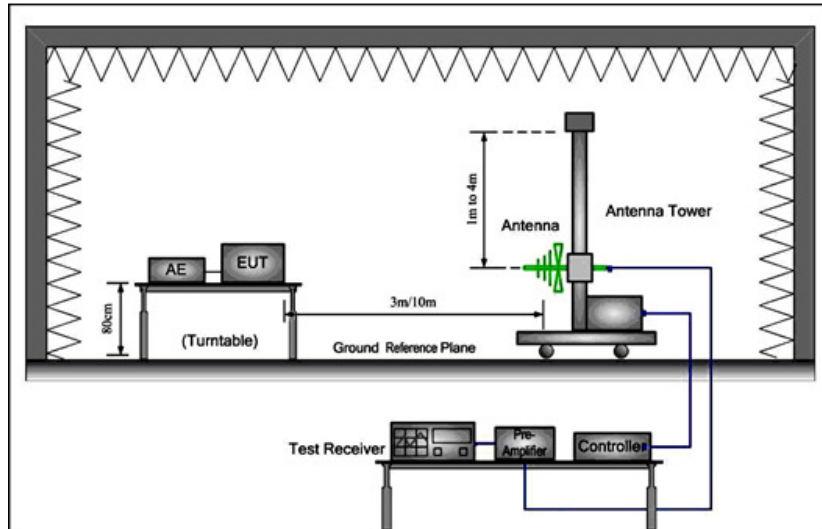 1m to 4m
Antenna
Antenna Tower
AE
EUT
80cm
3m/10m
(Turntable)
Ground Reference Plane
Test Receiver
Pre-
Amplifier
Controller